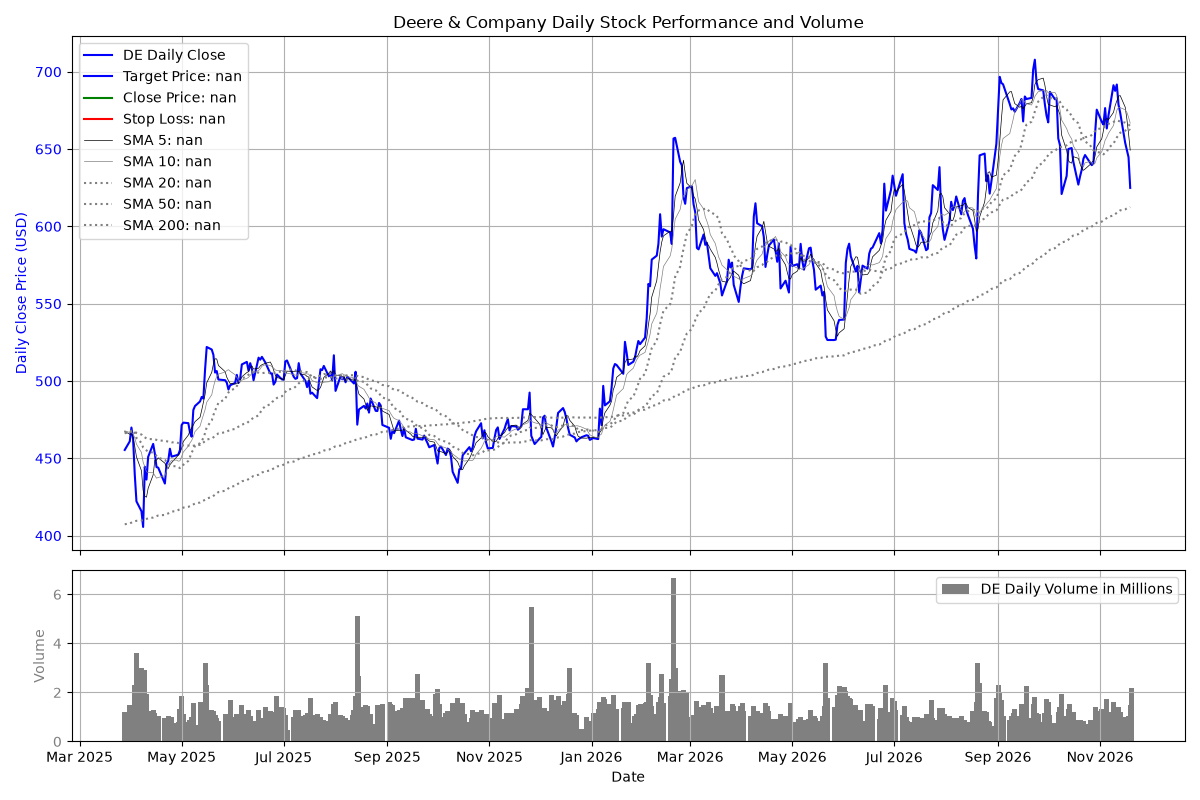 Deere & Company Daily Stock Performance and Volume
DE Daily Close
Target Price: nan
Close Price: nan
Stop Loss: nan
SMA 5: nan
SMA 10: nan
SMA 20: nan
SMA 50: nan
SMA 200: nan
Daily Close Price (USD)
700
650
600
550
500
450
400
DE Daily Volume in Millions
Volume
6
4
2
0
Mar 2025
May 2025
Jul 2025
Sep 2025
Nov 2025
Jan 2026
Mar 2026
May 2026
Jul 2026
Sep 2026
Nov 2026
Date